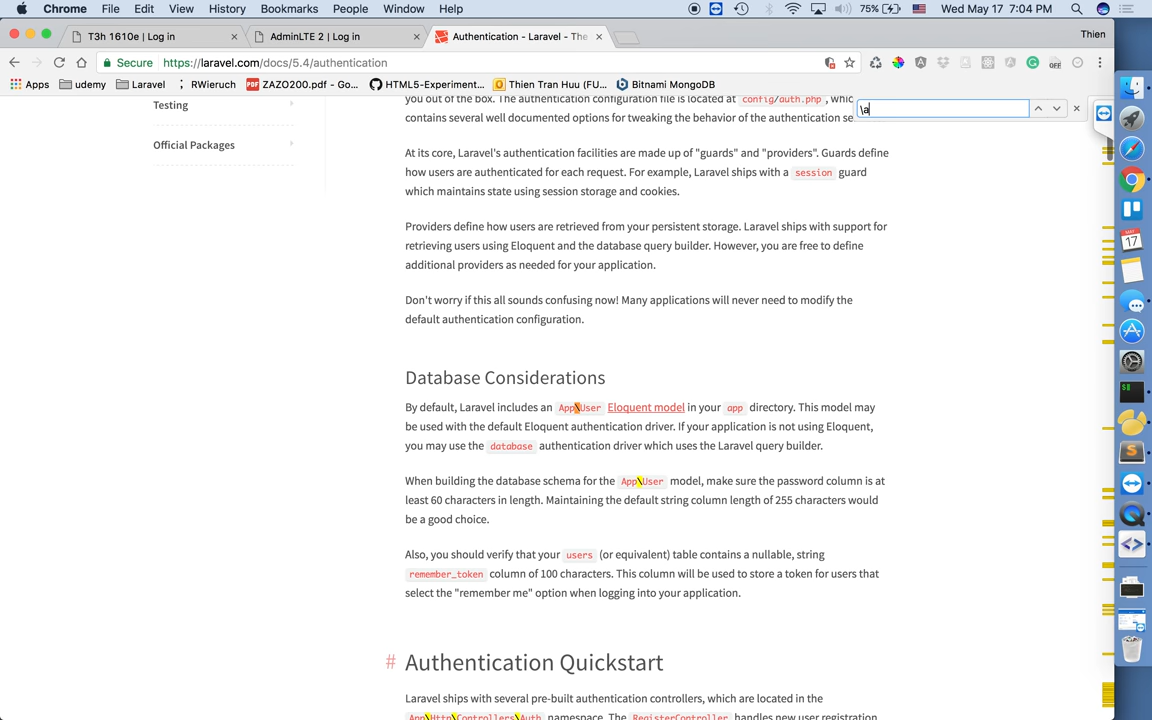 Chrome File Edit View History Bookmarks People Window Help 75% Wed May 17 7:04 PM
T3h 1610e | Log in AdminLTE 2 | Log in Authentication - Laravel - The Thien
Secure https://laravel.com/docs/5.4/authentication
Apps udemy Laravel RWieruch ZAZO200.pdf - Go... HTML5-Experiment... Thien Tran Huu (FU... Bitnami MongoDB
\a
Testing
Official Packages
you out of the box. The authentication configuration file is located at config/auth.php, whic
contains several well documented options for tweaking the behavior of the authentication se
At its core, Laravel's authentication facilities are made up of "guards" and "providers". Guards define
how users are authenticated for each request. For example, Laravel ships with a session guard
which maintains state using session storage and cookies.
Providers define how users are retrieved from your persistent storage. Laravel ships with support for
retrieving users using Eloquent and the database query builder. However, you are free to define
additional providers as needed for your application.
Don't worry if this all sounds confusing now! Many applications will never need to modify the
default authentication configuration.
Database Considerations
By default, Laravel includes an App\User Eloquent model in your app directory. This model may
be used with the default Eloquent authentication driver. If your application is not using Eloquent,
you may use the database authentication driver which uses the Laravel query builder.
When building the database schema for the App\User model, make sure the password column is at
least 60 characters in length. Maintaining the default string column length of 255 characters would
be a good choice.
Also, you should verify that your users (or equivalent) table contains a nullable, string
remember_token column of 100 characters. This column will be used to store a token for users that
select the "remember me" option when logging into your application.
# Authentication Quickstart
Laravel ships with several pre-built authentication controllers, which are located in the
App\Http\Controllers\Auth namespace. The RegisterController handles new user registration,